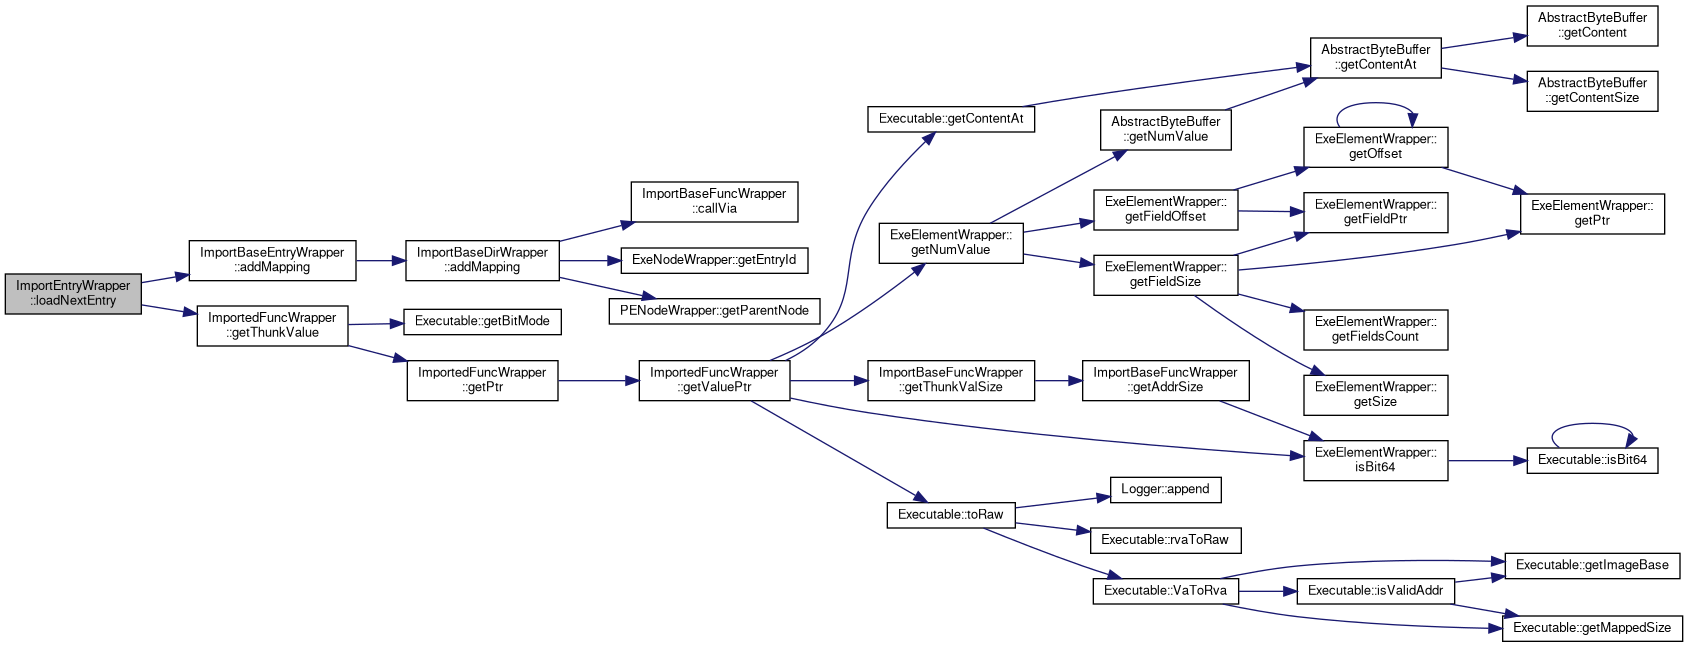 ImportEntryWrapper
::loadNextEntry
ImportBaseEntryWrapper
::addMapping
ImportedFuncWrapper
::getThunkValue
ImportBaseDirWrapper
::addMapping
Executable::getBitMode
ImportedFuncWrapper
::getPtr
ImportBaseFuncWrapper
::callVia
ExeNodeWrapper::getEntryId
PENodeWrapper::getParentNode
ImportedFuncWrapper
::getValuePtr
Executable::getContentAt
ExeElementWrapper::
getNumValue
ImportBaseFuncWrapper
::getThunkValSize
Executable::toRaw
AbstractByteBuffer
::getNumValue
ExeElementWrapper::
getFieldOffset
ExeElementWrapper::
getFieldSize
ImportBaseFuncWrapper
::getAddrSize
Logger::append
Executable::rvaToRaw
Executable::VaToRva
AbstractByteBuffer
::getContentAt
ExeElementWrapper::
getOffset
ExeElementWrapper::
getFieldPtr
ExeElementWrapper::
getFieldsCount
ExeElementWrapper::
getSize
ExeElementWrapper::
isBit64
Executable::isValidAddr
AbstractByteBuffer
::getContent
AbstractByteBuffer
::getContentSize
ExeElementWrapper::
getPtr
Executable::isBit64
Executable::getImageBase
Executable::getMappedSize